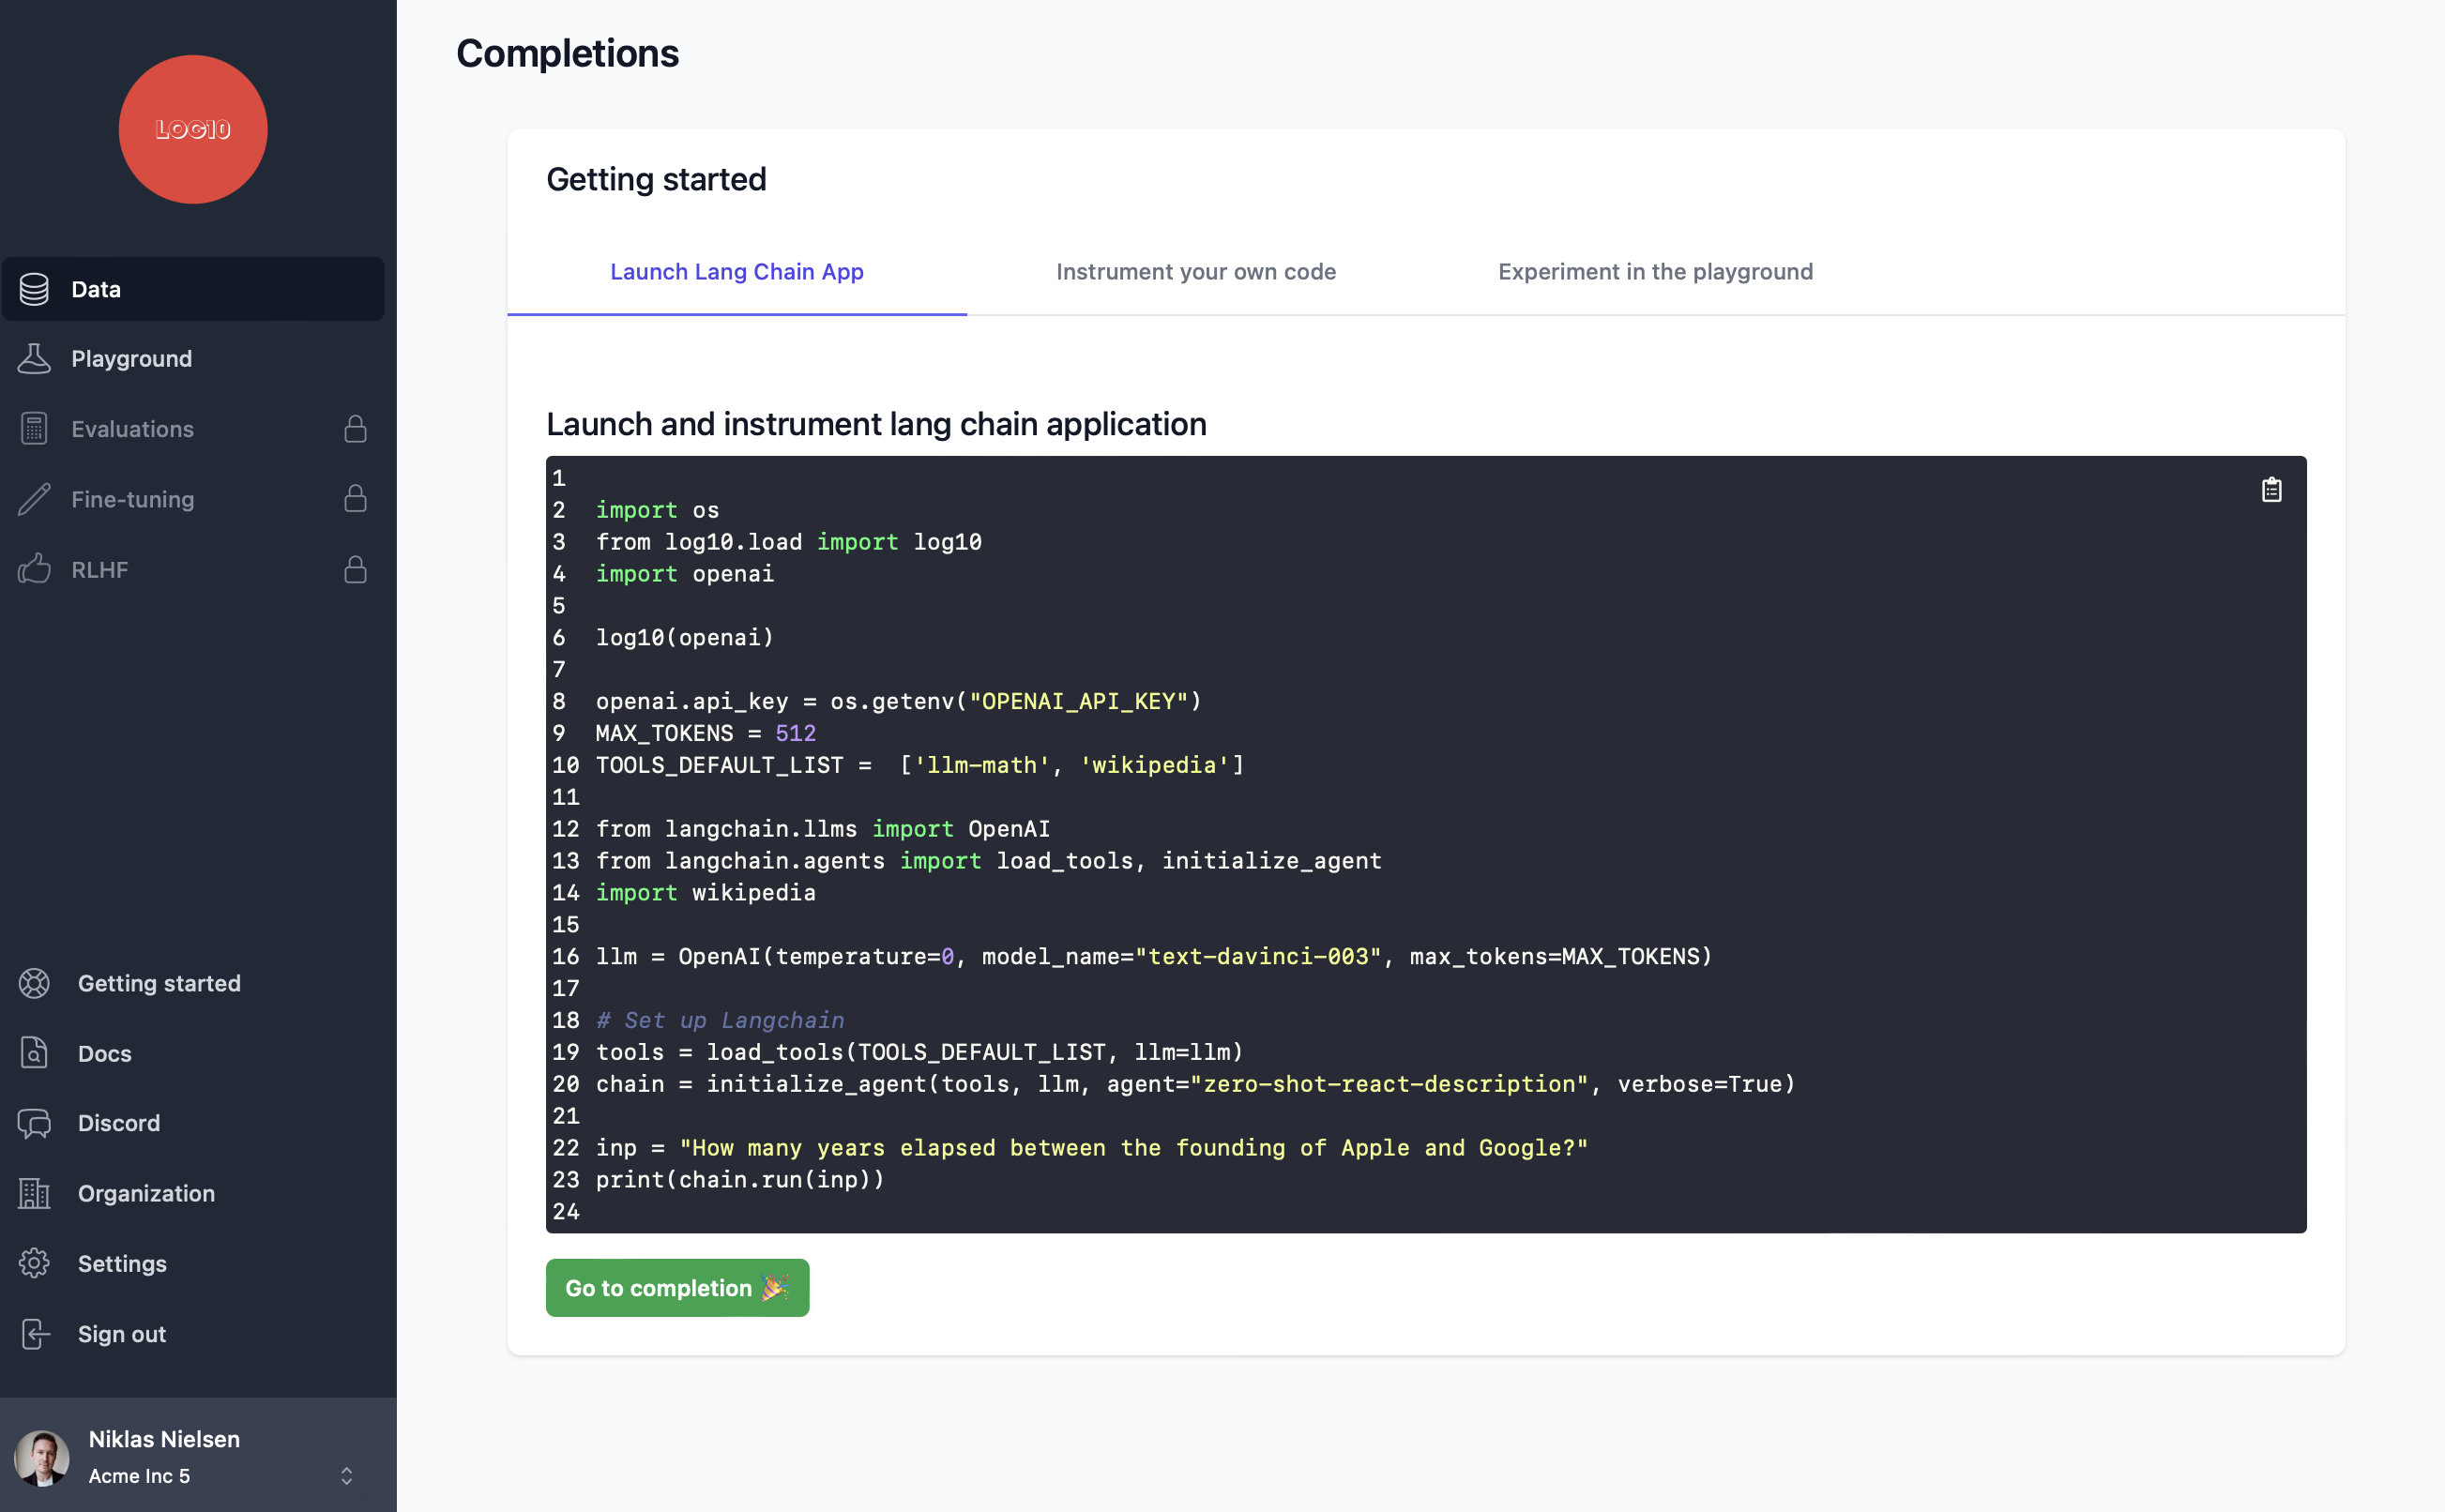 LOG10
Data
Playground
Evaluations
Fine-tuning
RLHF
Getting started
Docs
Discord
Organization
Settings
Sign out
Niklas Nielsen
Acme Inc 5
Completions
Getting started
Launch Lang Chain App
Instrument your own code
Experiment in the playground
Launch and instrument lang chain application
1
2 import os
3 from log10.load import log10
4 import openai
5
6 log10(openai)
7
8 openai.api_key = os.getenv("OPENAI_API_KEY")
9 MAX_TOKENS = 512
10 TOOLS_DEFAULT_LIST =  ['llm-math', 'wikipedia']
11
12 from langchain.llms import OpenAI
13 from langchain.agents import load_tools, initialize_agent
14 import wikipedia
15
16 llm = OpenAI(temperature=0, model_name="text-davinci-003", max_tokens=MAX_TOKENS)
17
18 # Set up Langchain
19 tools = load_tools(TOOLS_DEFAULT_LIST, llm=llm)
20 chain = initialize_agent(tools, llm, agent="zero-shot-react-description", verbose=True)
21
22 inp = "How many years elapsed between the founding of Apple and Google?"
23 print(chain.run(inp))
24
Go to completion 🎉